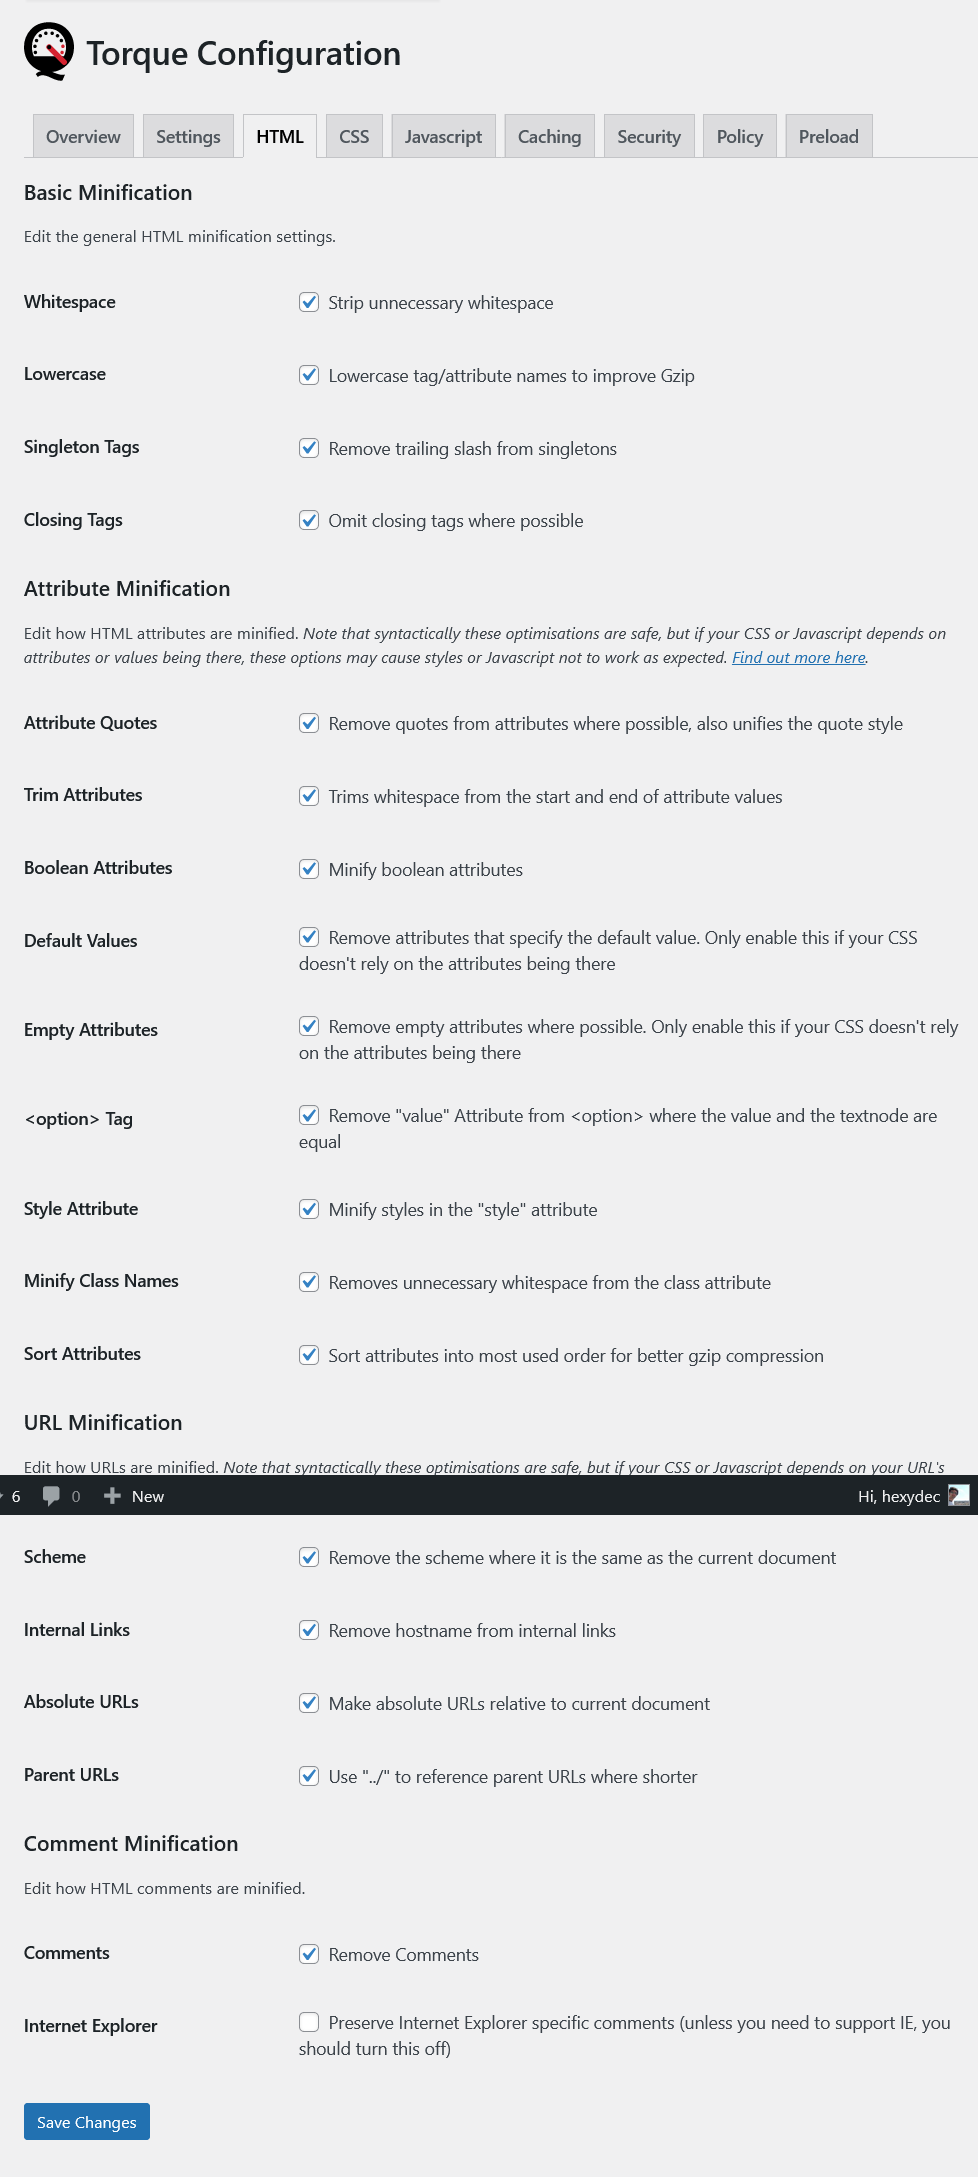 Torque Configuration
Overview Settings HTML CSS Javascript Caching Security Policy Preload
Basic Minification
Edit the general HTML minification settings.
Whitespace Strip unnecessary whitespace
Lowercase Lowercase tag/attribute names to improve Gzip
Singleton Tags Remove trailing slash from singletons
Closing Tags Omit closing tags where possible
Attribute Minification
Edit how HTML attributes are minified. Note that syntactically these optimisations are safe, but if your CSS or Javascript depends on
attributes or values being there, these options may cause styles or Javascript not to work as expected. Find out more here.
Attribute Quotes Remove quotes from attributes where possible, also unifies the quote style
Trim Attributes Trims whitespace from the start and end of attribute values
Boolean Attributes Minify boolean attributes
Default Values Remove attributes that specify the default value. Only enable this if your CSS
doesn't rely on the attributes being there
Empty Attributes Remove empty attributes where possible. Only enable this if your CSS doesn't rely
on the attributes being there
<option> Tag Remove "value" Attribute from <option> where the value and the textnode are
equal
Style Attribute Minify styles in the "style" attribute
Minify Class Names Removes unnecessary whitespace from the class attribute
Sort Attributes Sort attributes into most used order for better gzip compression
URL Minification
Edit how URLs are minified. Note that syntactically these optimisations are safe, but if your CSS or Javascript depends on your URL's
6 0 New Hi, hexydec
Scheme Remove the scheme where it is the same as the current document
Internal Links Remove hostname from internal links
Absolute URLs Make absolute URLs relative to current document
Parent URLs Use "../" to reference parent URLs where shorter
Comment Minification
Edit how HTML comments are minified.
Comments Remove Comments
Internet Explorer Preserve Internet Explorer specific comments (unless you need to support IE, you
should turn this off)
Save Changes